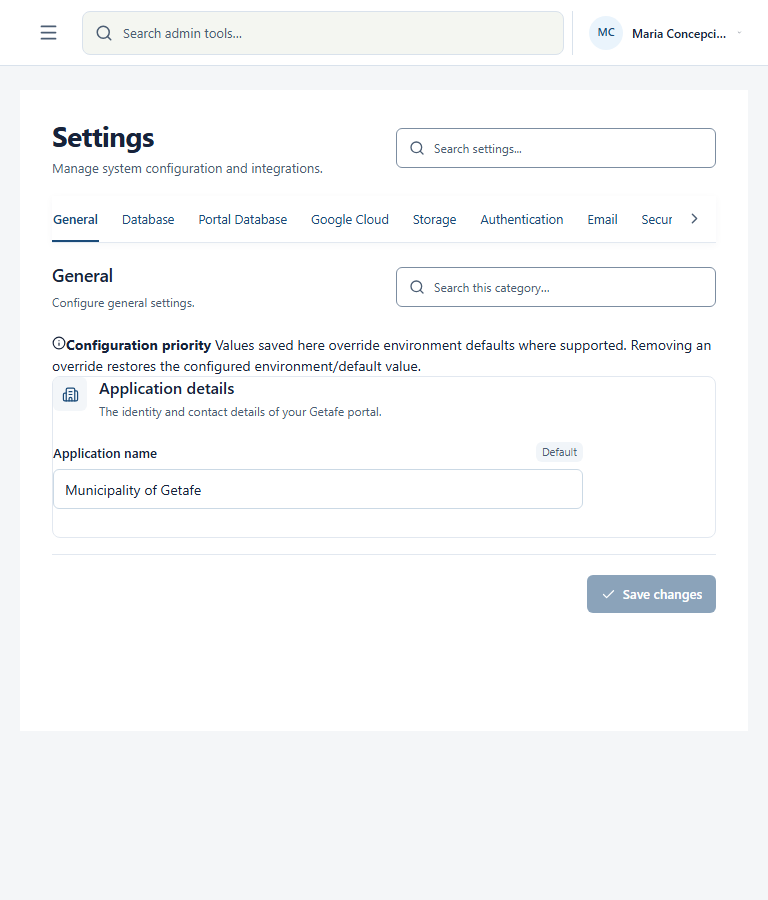 Search admin tools...
MC
Maria Concepci...
Settings
Manage system configuration and integrations.
Search settings...
General Database Portal Database Google Cloud Storage Authentication Email Secur
General
Configure general settings.
Search this category...
Configuration priority Values saved here override environment defaults where supported. Removing an
override restores the configured environment/default value.
Application details
The identity and contact details of your Getafe portal.
Application name
Default
Municipality of Getafe
Save changes